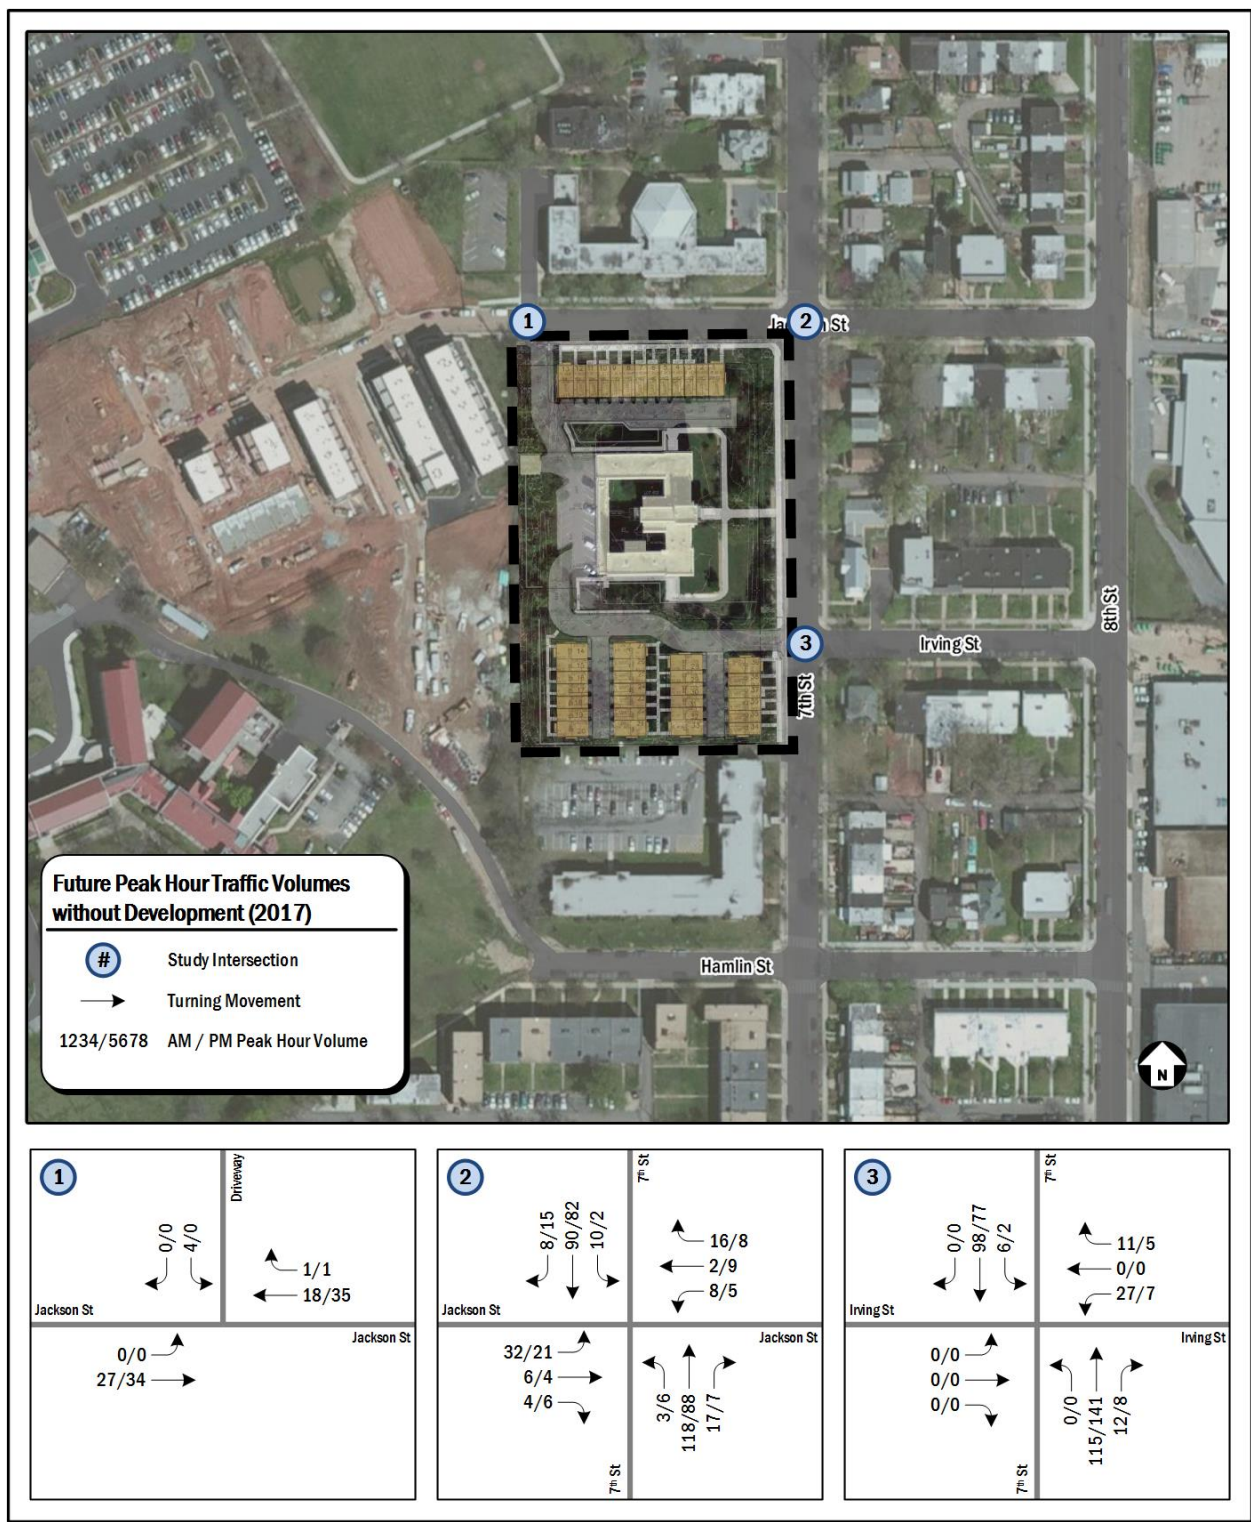 1
Jackson St
2
3
Irving St
8th St
7th St
Hamlin St
Future Peak Hour Traffic Volumes
without Development (2017)
# Study Intersection
Turning Movement
1234/5678 AM / PM Peak Hour Volume
N
1
Driveway
0/0
4/0
1/1
18/35
Jackson St
Jackson St
0/0
27/34
2
7th St
8/15
90/82
10/2
16/8
2/9
8/5
Jackson St
Jackson St
32/21
6/4
4/6
3/6
118/88
17/7
7th St
3
7th St
0/0
98/77
6/2
11/5
0/0
27/7
Irving St
Irving St
0/0
0/0
0/0
0/0
115/141
12/8
7th St